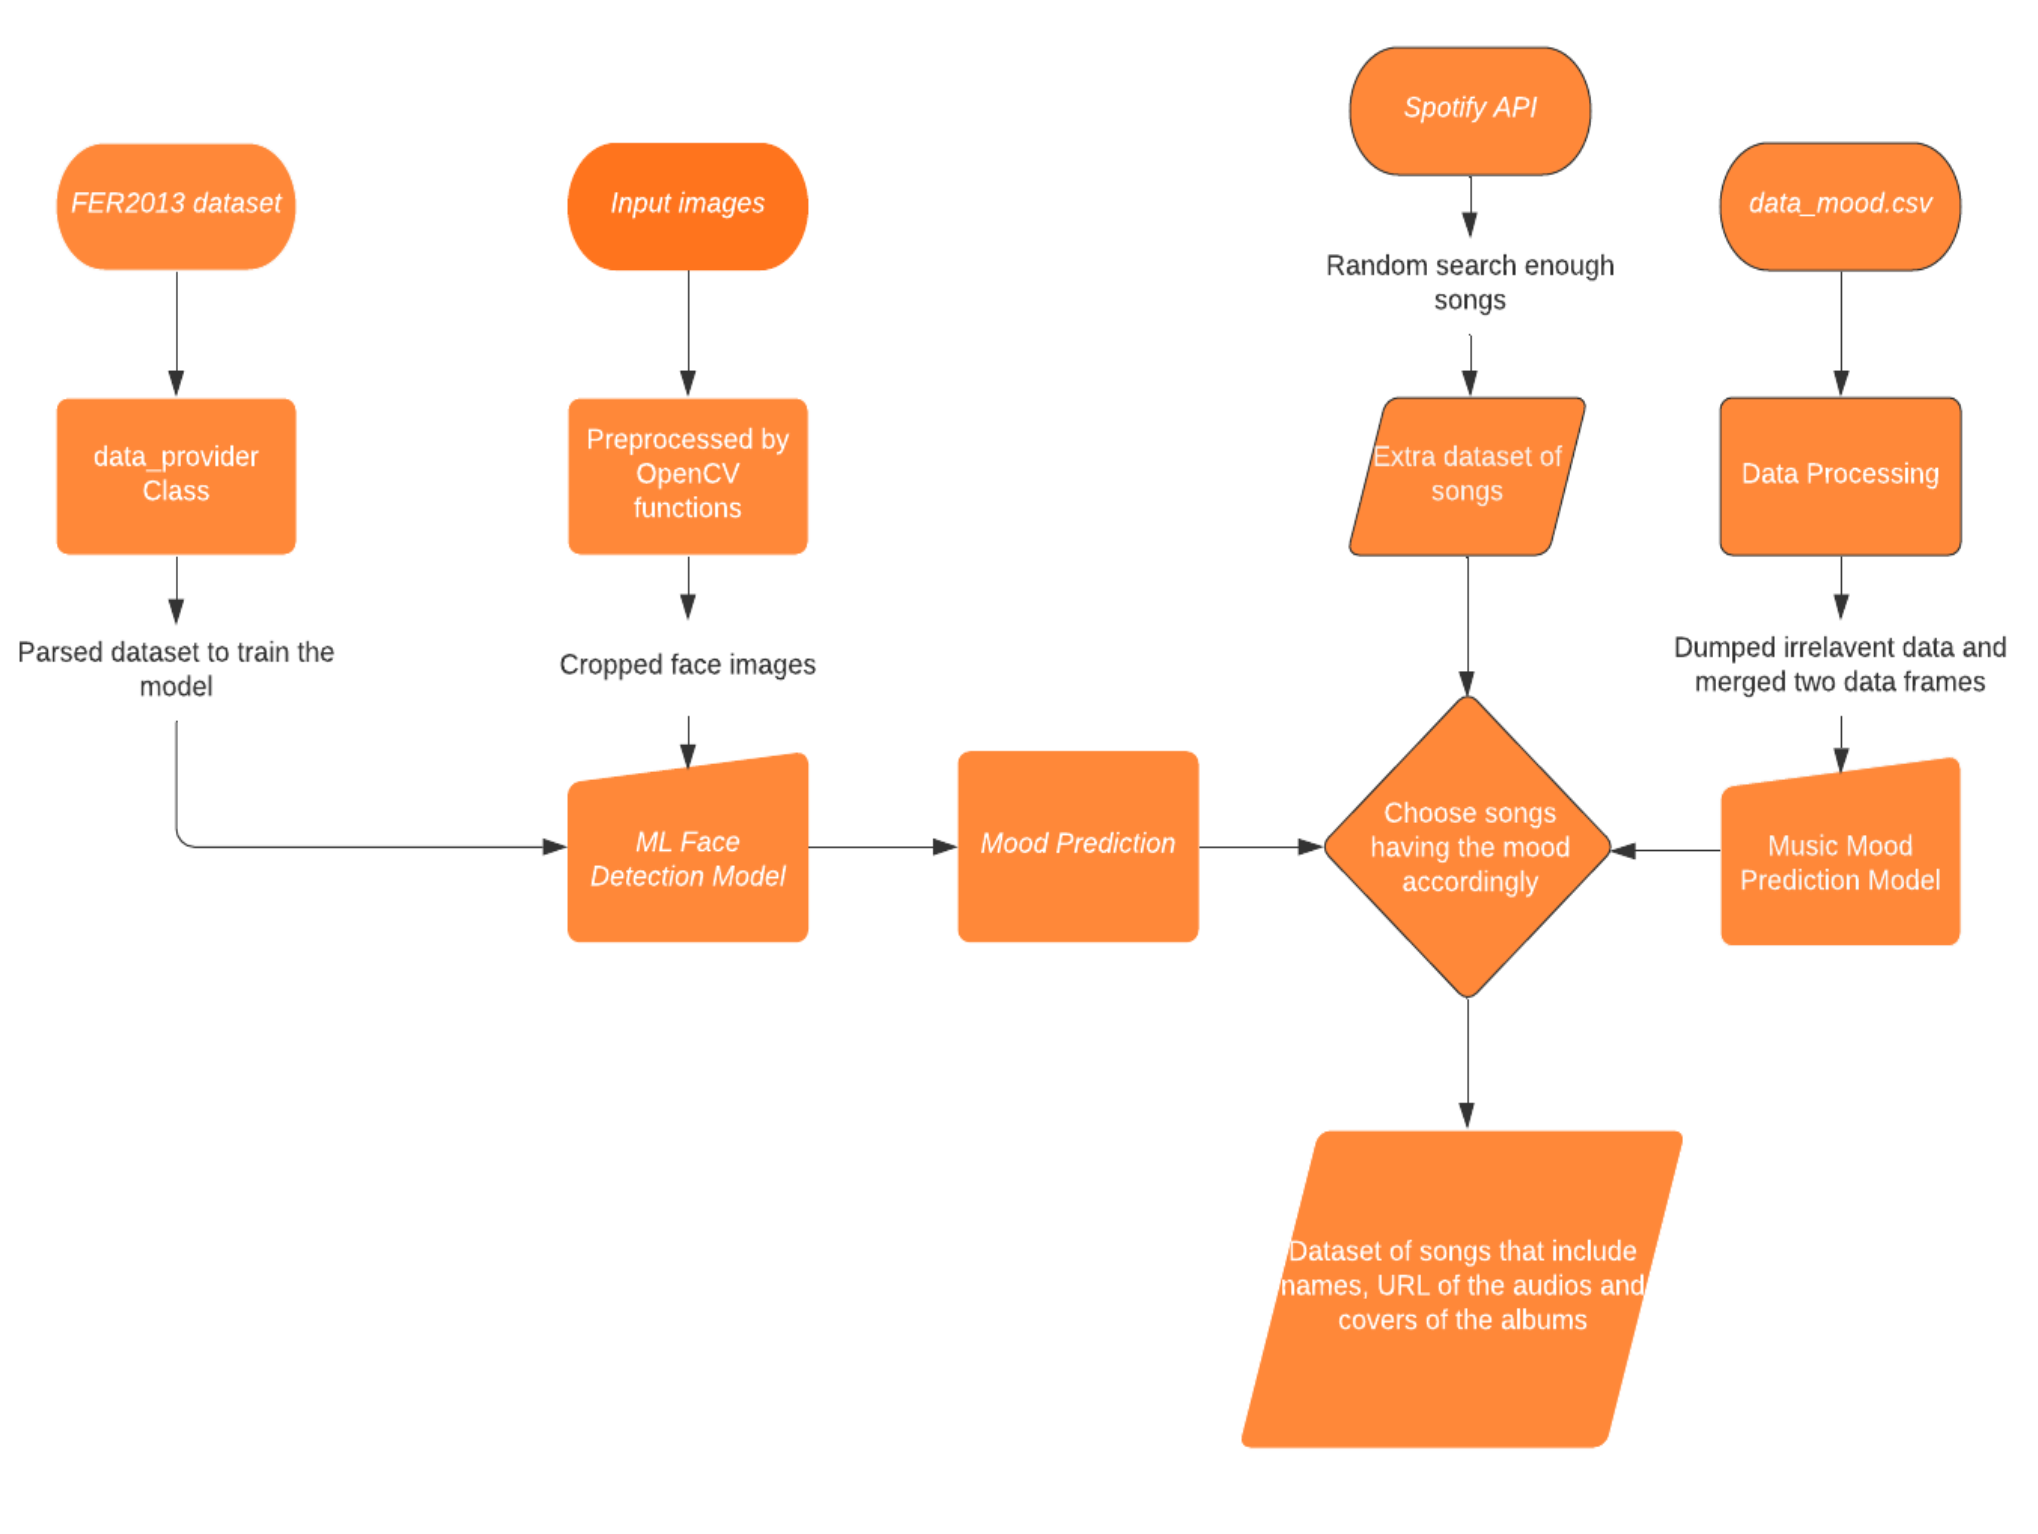 Spotify API
FER2013 dataset
Input images
data_mood.csv
Random search enough
songs
data_provider
Class
Preprocessed by
OpenCV
functions
Extra dataset of
songs
Data Processing
Parsed dataset to train the
model
Cropped face images
Dumped irrelavent data and
merged two data frames
ML Face
Detection Model
Mood Prediction
Choose songs
having the mood
accordingly
Music Mood
Prediction Model
Dataset of songs that include
names, URL of the audios and
covers of the albums